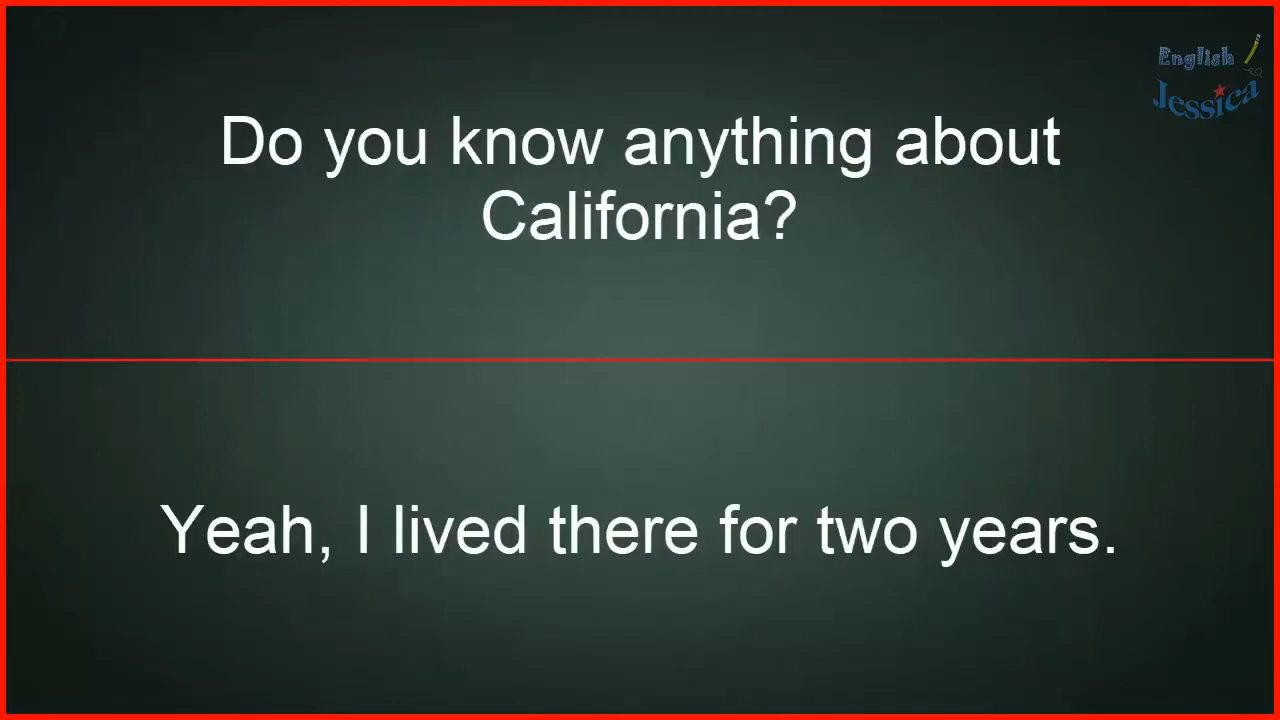 English
Jessica
Do you know anything about
California?
Yeah, I lived there for two years.